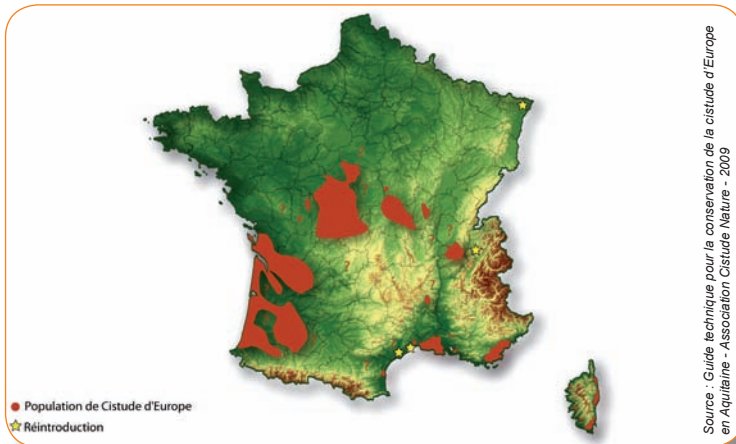 Population de Cistude d'Europe
Réintroduction
Source : Guide technique pour la conservation de la cistude d'Europe
en Aquitaine - Association Cistude Nature - 2009